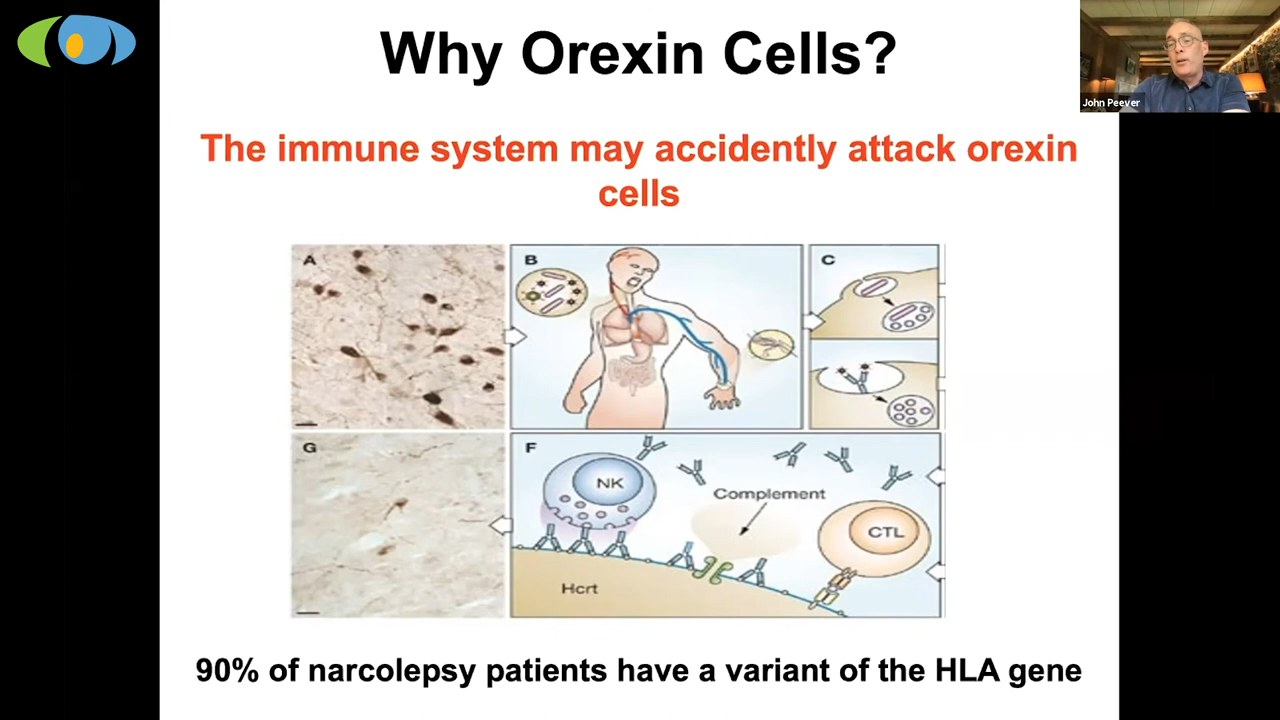 Why Orexin Cells?
John Peever
The immune system may accidently attack orexin
cells
A
B
C
G
F
NK
Complement
CTL
Hcrt
90% of narcolepsy patients have a variant of the HLA gene